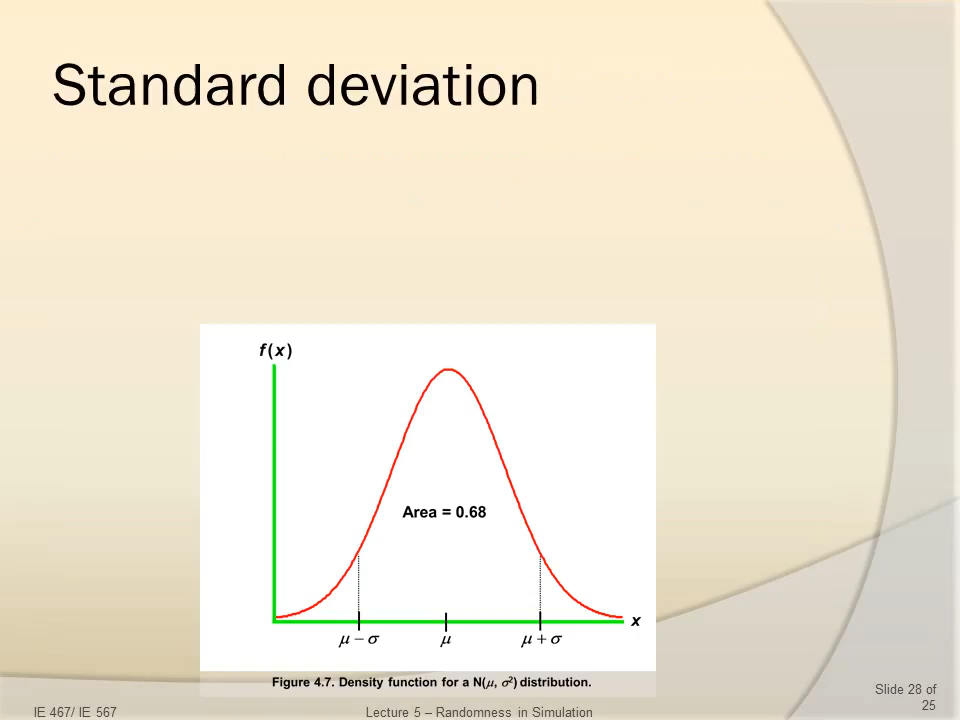 Standard deviation
f (x)
Area = 0.68
x
μ − σ
μ
μ + σ
Figure 4.7. Density function for a N(μ, σ²) distribution.
Slide 28 of
25
IE 467/ IE 567
Lecture 5 – Randomness in Simulation